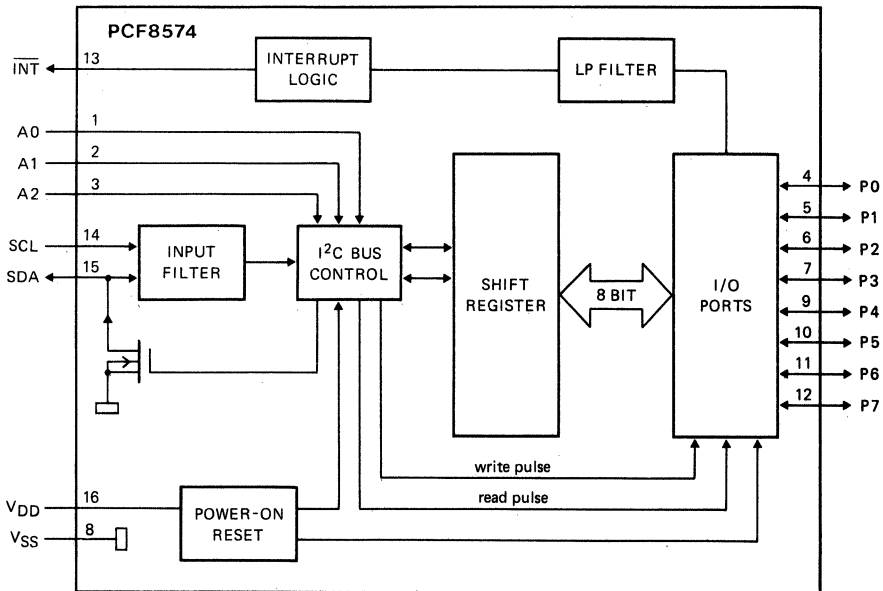 PCF8574
INT
13
INTERRUPT
LOGIC
LP FILTER
A0
1
A1
2
A2
3
SCL
14
SDA
15
INPUT
FILTER
I²C BUS
CONTROL
SHIFT
REGISTER
8 BIT
I/O
PORTS
4
P0
5
P1
6
P2
7
P3
9
P4
10
P5
11
P6
12
P7
write pulse
read pulse
VDD
16
VSS
8
POWER-ON
RESET